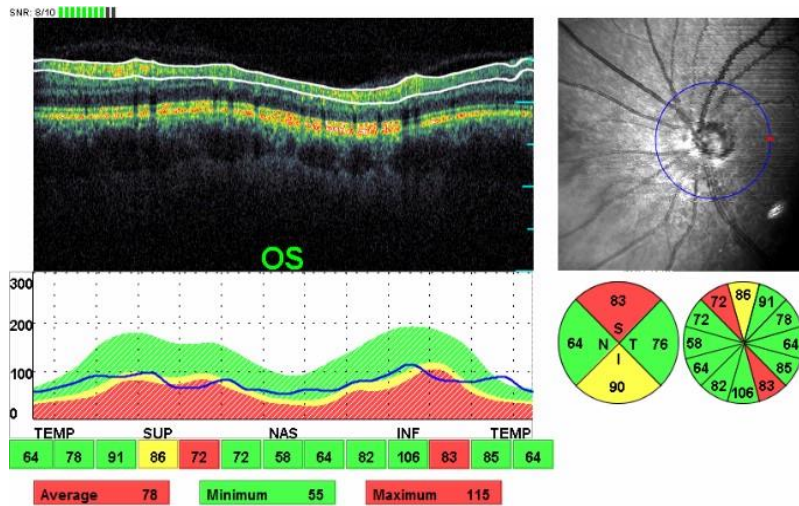 SNR: 8/10
OS
300
200
100
0
TEMP SUP NAS INF TEMP
64 78 91 86 72 72 58 64 82 106 83 85 64
Average 78 Minimum 55 Maximum 115
83
S
64 N T 76
I
90
86
72 91
72 78
58 64
64 85
82 83
106